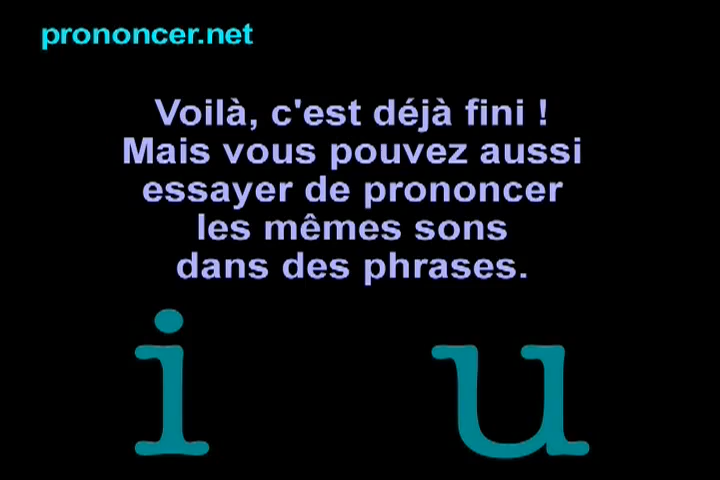 prononcer.net
Voilà, c'est déjà fini !
Mais vous pouvez aussi
essayer de prononcer
les mêmes sons
dans des phrases.
i u